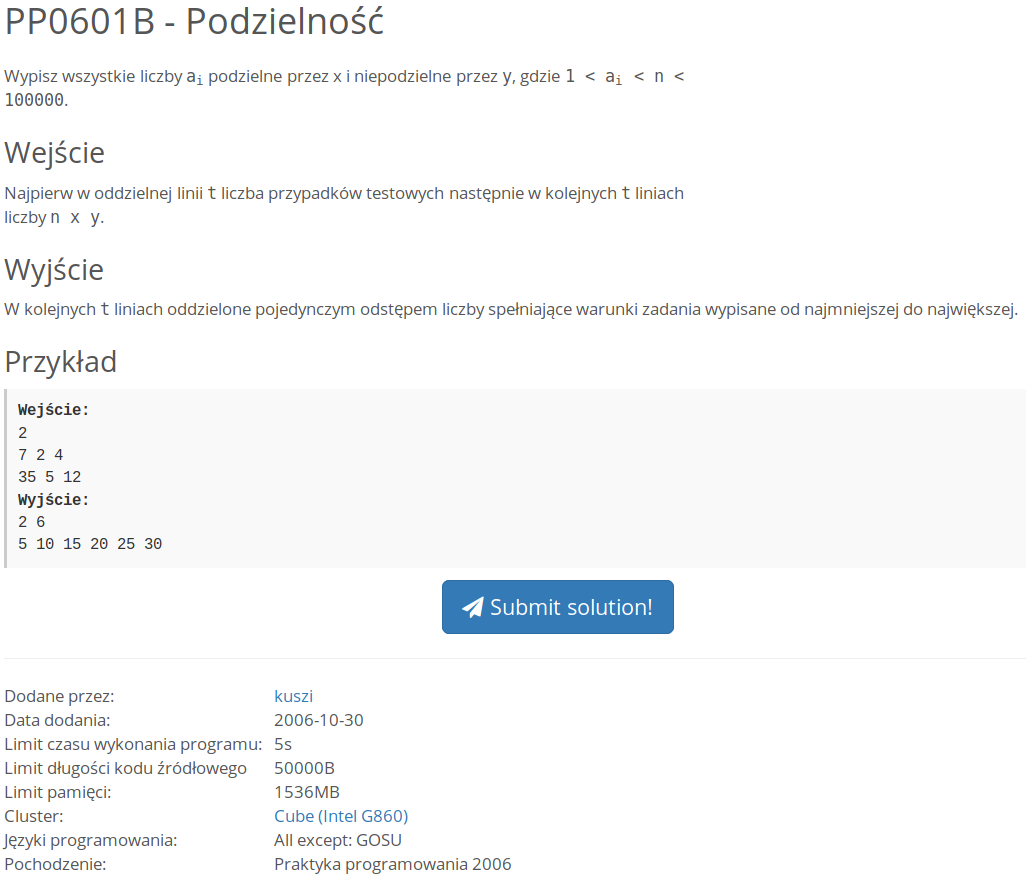 PP0601B - Podzielność
Wypisz wszystkie liczby aᵢ podzielne przez x i niepodzielne przez y, gdzie 1 < aᵢ < n <
100000.
Wejście
Najpierw w oddzielnej linii t liczba przypadków testowych następnie w kolejnych t liniach
liczby n x y.
Wyjście
W kolejnych t liniach oddzielone pojedynczym odstępem liczby spełniające warunki zadania wypisane od najmniejszej do największej.
Przykład
Wejście:
2
7 2 4
35 5 12
Wyjście:
2 6
5 10 15 20 25 30
Submit solution!
Dodane przez: kuszi
Data dodania: 2006-10-30
Limit czasu wykonania programu: 5s
Limit długości kodu źródłowego 50000B
Limit pamięci: 1536MB
Cluster: Cube (Intel G860)
Języki programowania: All except: GOSU
Pochodzenie: Praktyka programowania 2006